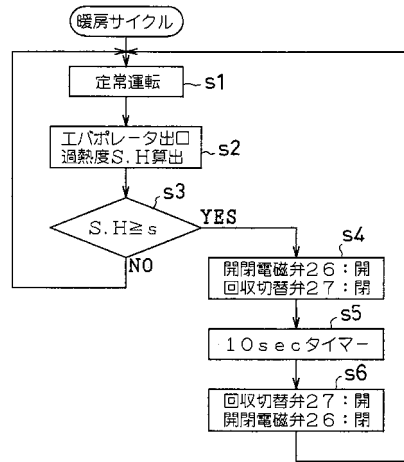 暖房サイクル
定常運転
s1
エバポレータ出口
過熱度S.H算出
s2
s3
S.H≧s
YES
NO
s4
開閉電磁弁26:開
回収切替弁27:閉
s5
10secタイマー
s6
回収切替弁27:開
開閉電磁弁26:閉